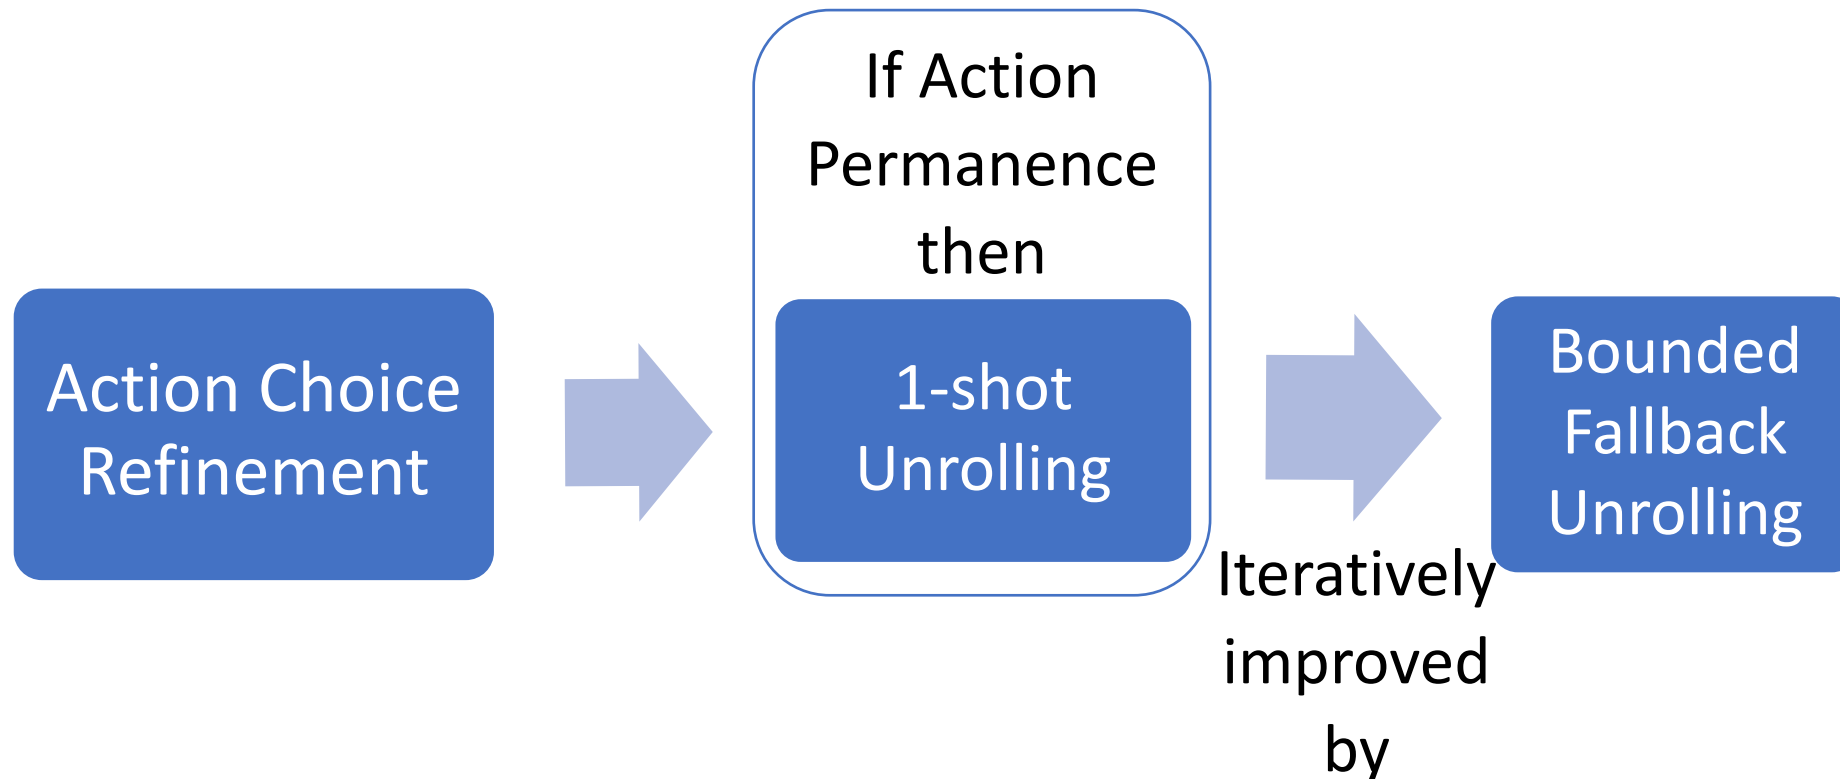 Action Choice
Refinement
If Action
Permanence
then
1-shot
Unrolling
Iteratively
improved
by
Bounded
Fallback
Unrolling